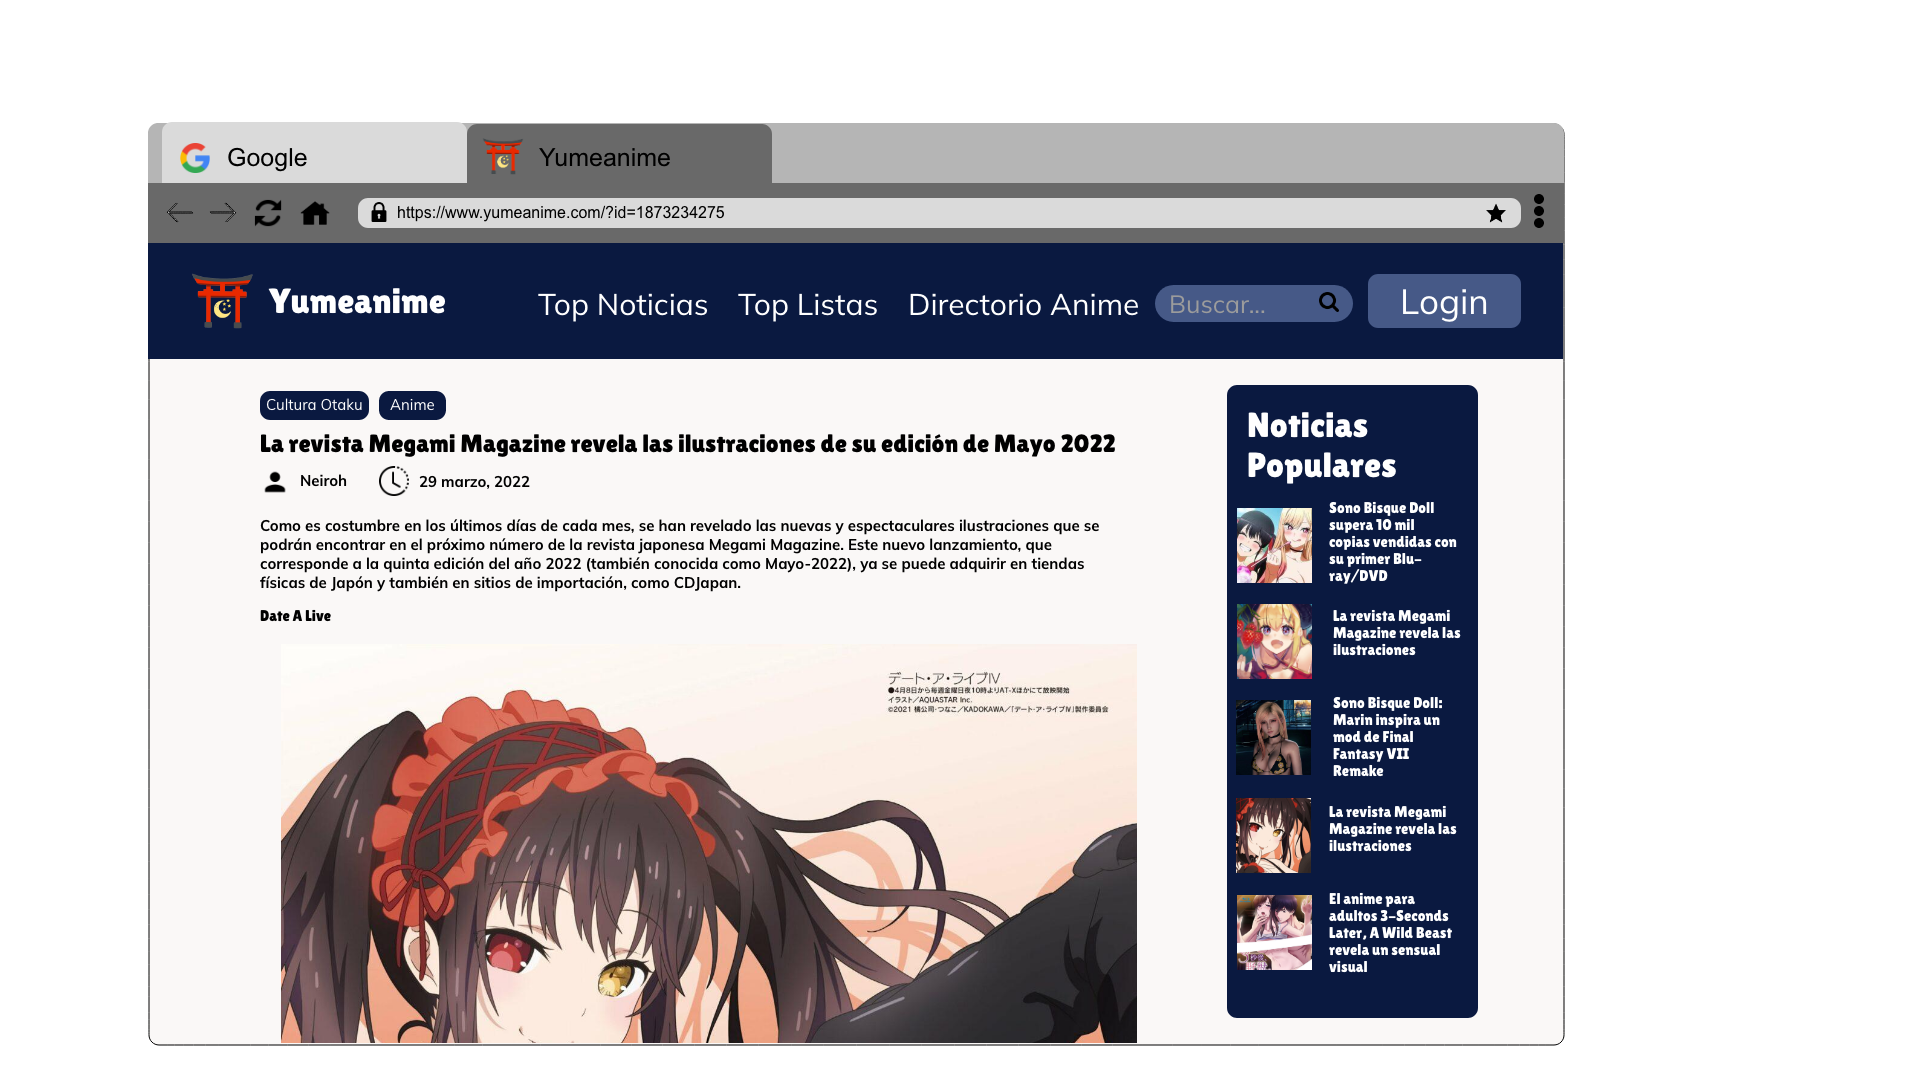 Google
Yumeanime
https://www.yumeanime.com/?id=1873234275
Yumeanime
Top Noticias
Top Listas
Directorio Anime
Buscar...
Login
Cultura Otaku
Anime
La revista Megami Magazine revela las ilustraciones de su edición de Mayo 2022
Neiroh
29 marzo, 2022
Como es costumbre en los últimos días de cada mes, se han revelado las nuevas y espectaculares ilustraciones que se
podrán encontrar en el próximo número de la revista japonesa Megami Magazine. Este nuevo lanzamiento, que
corresponde a la quinta edición del año 2022 (también conocida como Mayo-2022), ya se puede adquirir en tiendas
físicas de Japón y también en sitios de importación, como CDJapan.
Date A Live
デート・ア・ライブⅣ
●4月8日から毎週金曜日夜10時よりAT-Xほかにて放映開始
イラスト／AQUASTAR Inc.
©2021 橘公司・つなこ／KADOKAWA／「デート・ア・ライブⅣ」製作委員会
Noticias
Populares
Sono Bisque Doll
supera 10 mil
copias vendidas con
su primer Blu-
ray/DVD
La revista Megami
Magazine revela las
ilustraciones
Sono Bisque Doll:
Marin inspira un
mod de Final
Fantasy VII
Remake
La revista Megami
Magazine revela las
ilustraciones
El anime para
adultos 3-Seconds
Later, A Wild Beast
revela un sensual
visual